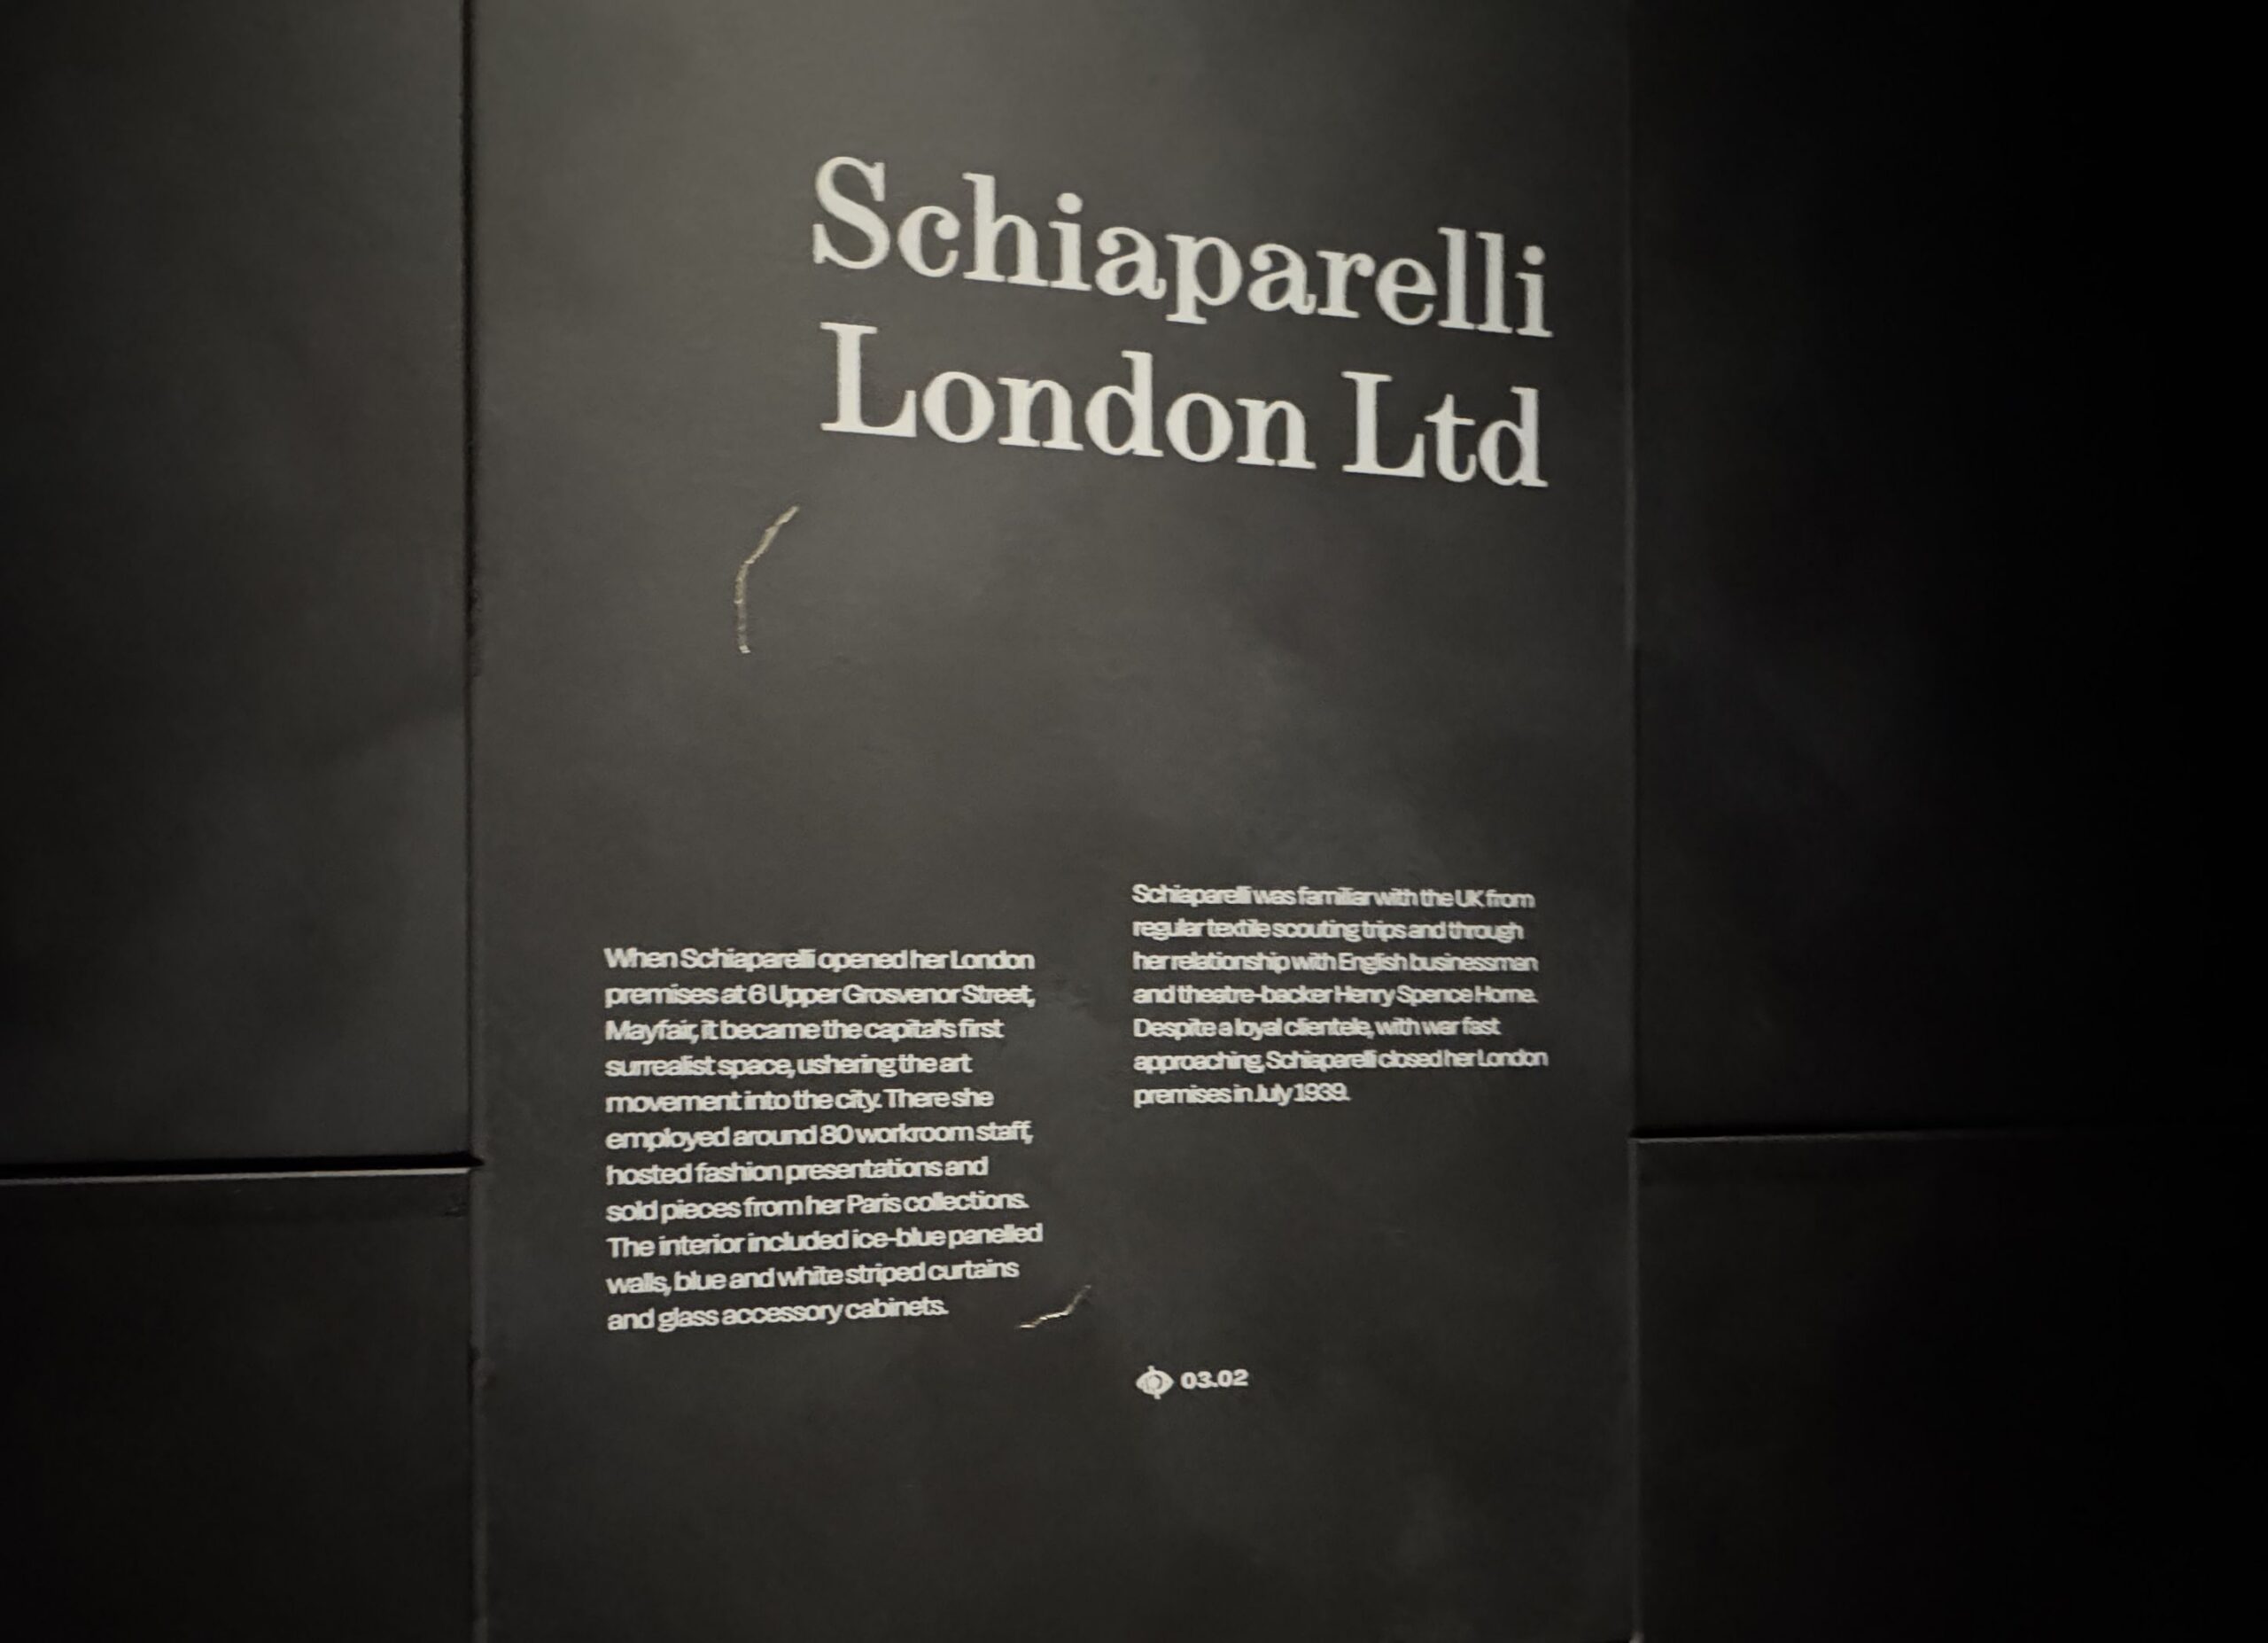 Schiaparelli
London Ltd
When Schiaparelli opened her London
premises at 6 Upper Grosvenor Street,
Mayfair, it became the capital's first
surrealist space, ushering the art
movement into the city. There she
employed around 80 workroom staff,
hosted fashion presentations and
sold pieces from her Paris collections.
The interior included ice-blue panelled
walls, blue and white striped curtains
and glass accessory cabinets.
Schiaparelli was familiar with the UK from
regular textile scouting trips and through
her relationship with English businessman
and theatre-backer Henry Spence Horne.
Despite a loyal clientele, with war fast
approaching, Schiaparelli closed her London
premises in July 1939.
03.02